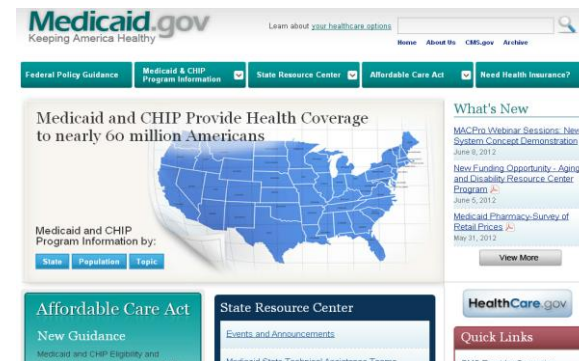 Medicaid.gov
Keeping America Healthy
Learn about your healthcare options
Home About Us CMS.gov Archive
Federal Policy Guidance
Medicaid & CHIP
Program Information
State Resource Center
Affordable Care Act
Need Health Insurance?
Medicaid and CHIP Provide Health Coverage
to nearly 60 million Americans
Medicaid and CHIP
Program Information by:
State Population Topic
What's New
MACPro Webinar Sessions: New
System Concept Demonstration
June 8, 2012
New Funding Opportunity - Aging
and Disability Resource Center
Program
June 5, 2012
Medicaid Pharmacy-Survey of
Retail Prices
May 31, 2012
View More
Affordable Care Act
New Guidance
Medicaid and CHIP Eligibility and
State Resource Center
Events and Announcements
Medicaid State Technical Assistance Teams
HealthCare.gov
Quick Links